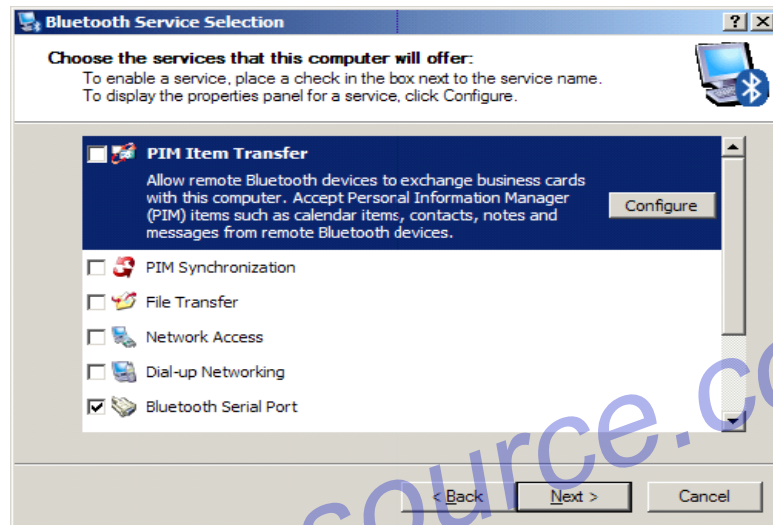 Bluetooth Service Selection
Choose the services that this computer will offer:
To enable a service, place a check in the box next to the service name.
To display the properties panel for a service, click Configure.
PIM Item Transfer
Allow remote Bluetooth devices to exchange business cards
with this computer. Accept Personal Information Manager
(PIM) items such as calendar items, contacts, notes and
messages from remote Bluetooth devices.
Configure
PIM Synchronization
File Transfer
Network Access
Dial-up Networking
Bluetooth Serial Port
< Back
Next >
Cancel
source.co